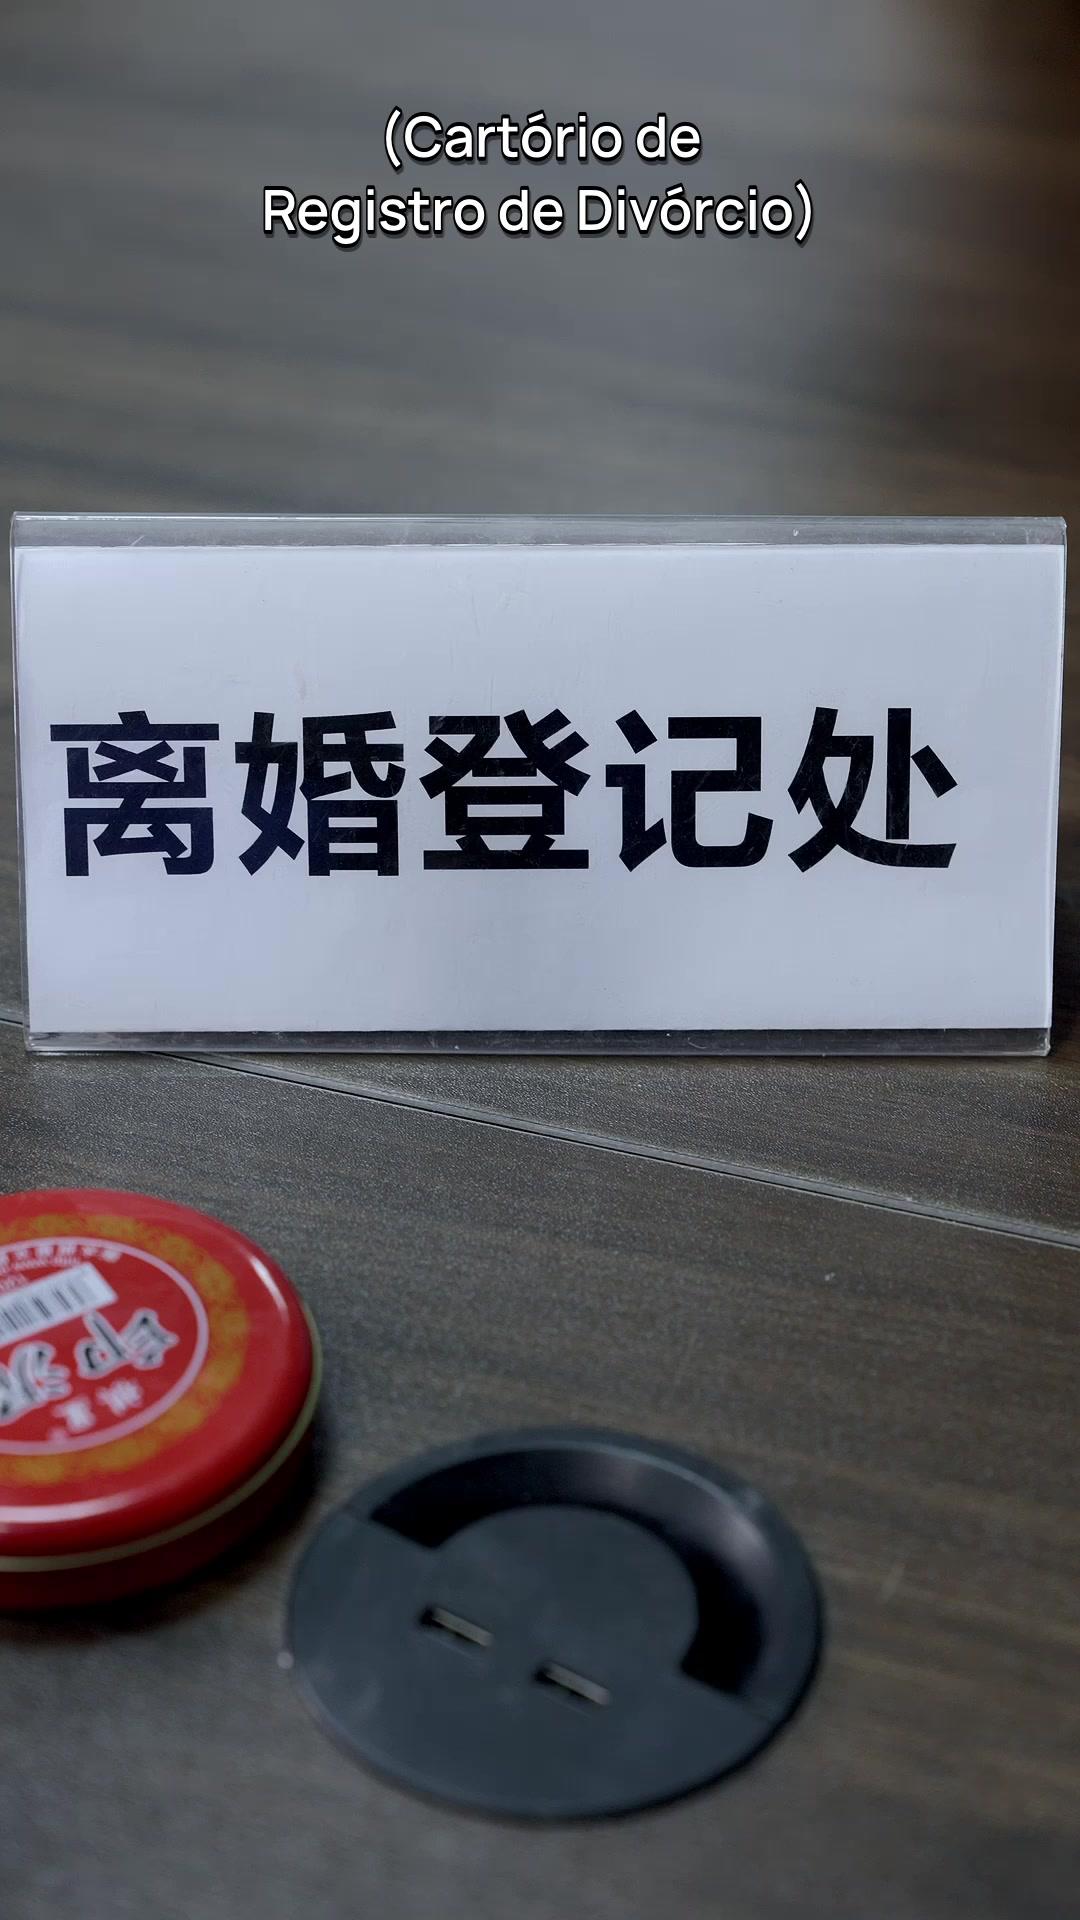 (Cartório de
Registro de Divórcio)
离婚登记处